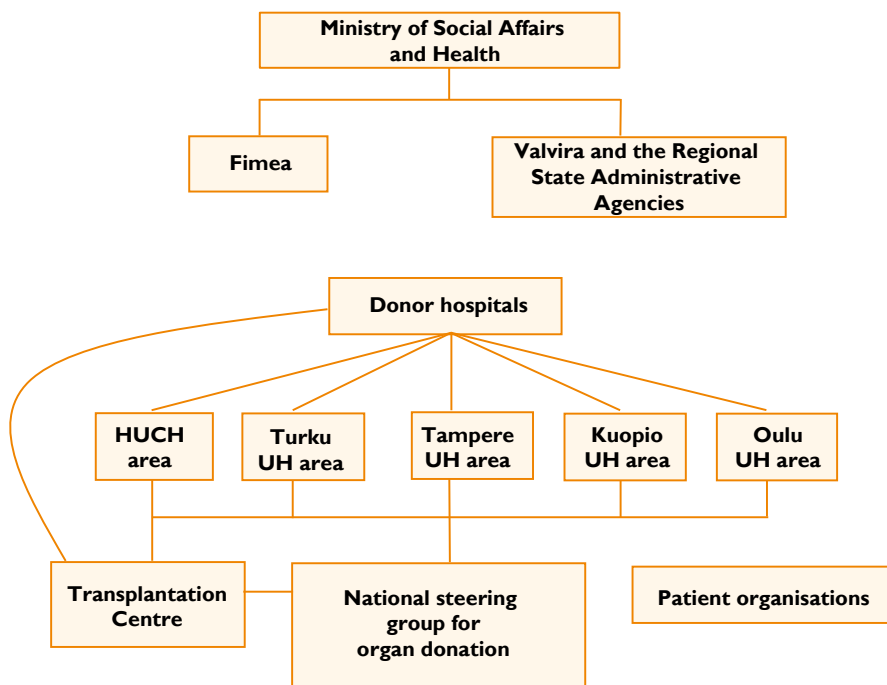 Ministry of Social Affairs
and Health
Fimea
Valvira and the Regional
State Administrative
Agencies
Donor hospitals
HUCH
area
Turku
UH area
Tampere
UH area
Kuopio
UH area
Oulu
UH area
Transplantation
Centre
National steering
group for
organ donation
Patient organisations